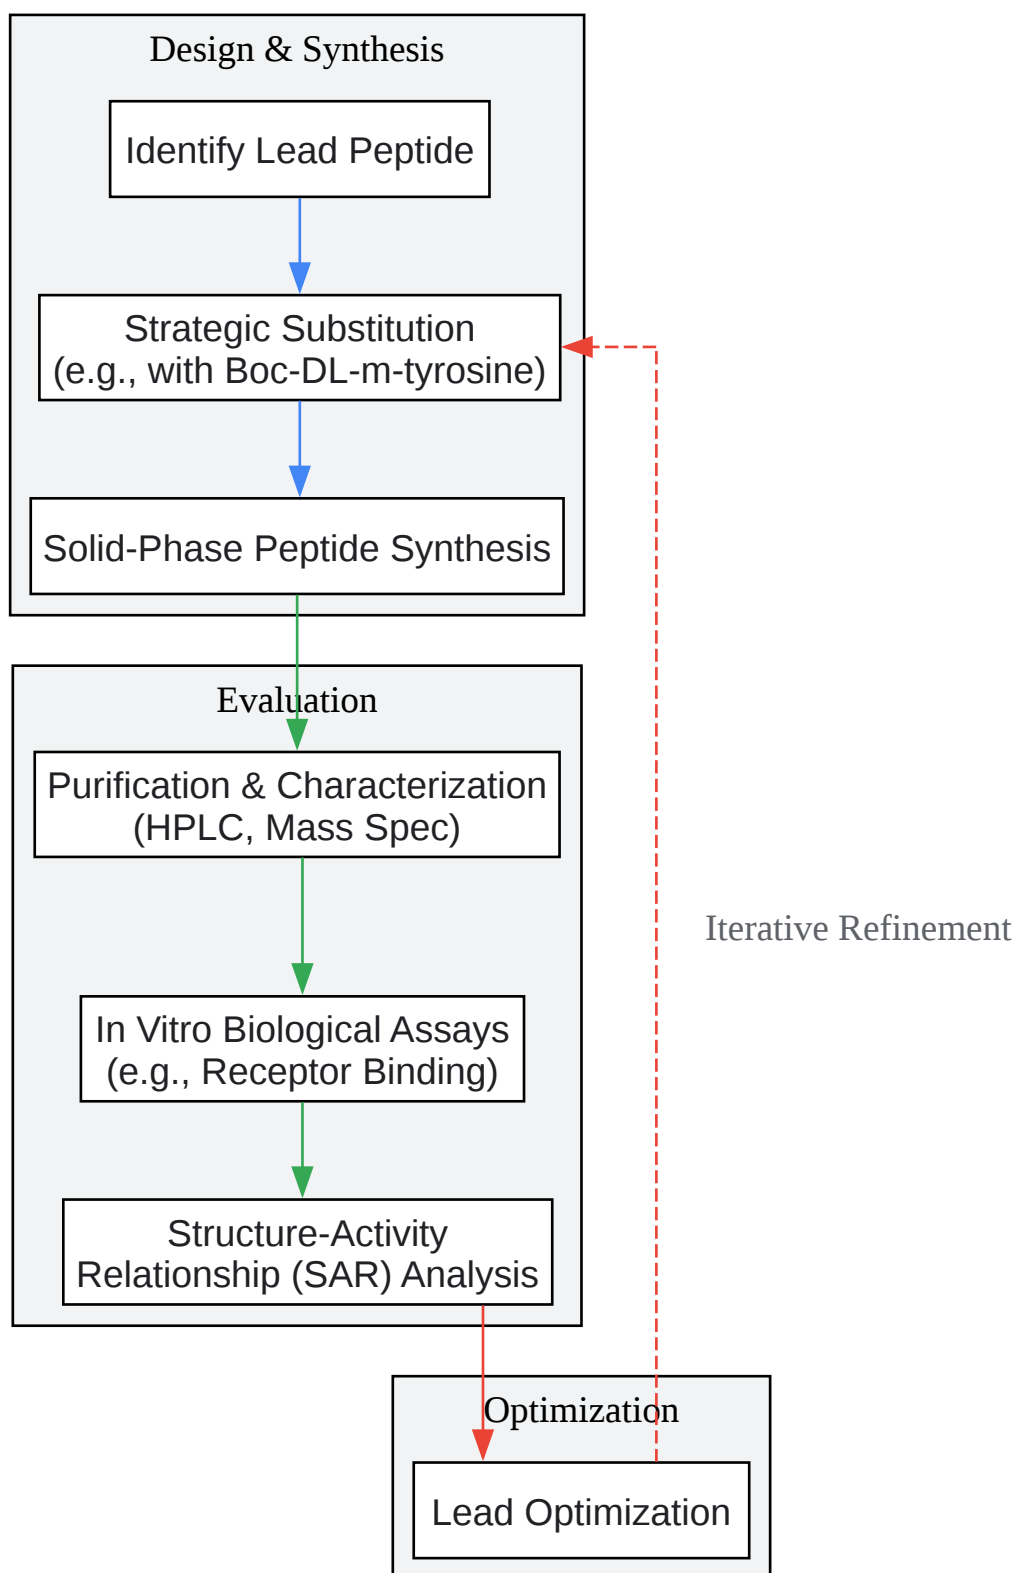 Design & Synthesis
Identify Lead Peptide
Strategic Substitution
(e.g., with Boc-DL-m-tyrosine)
Solid-Phase Peptide Synthesis
Evaluation
Purification & Characterization
(HPLC, Mass Spec)
Iterative Refinement
In Vitro Biological Assays
(e.g., Receptor Binding)
Structure-Activity
Relationship (SAR) Analysis
Optimization
Lead Optimization